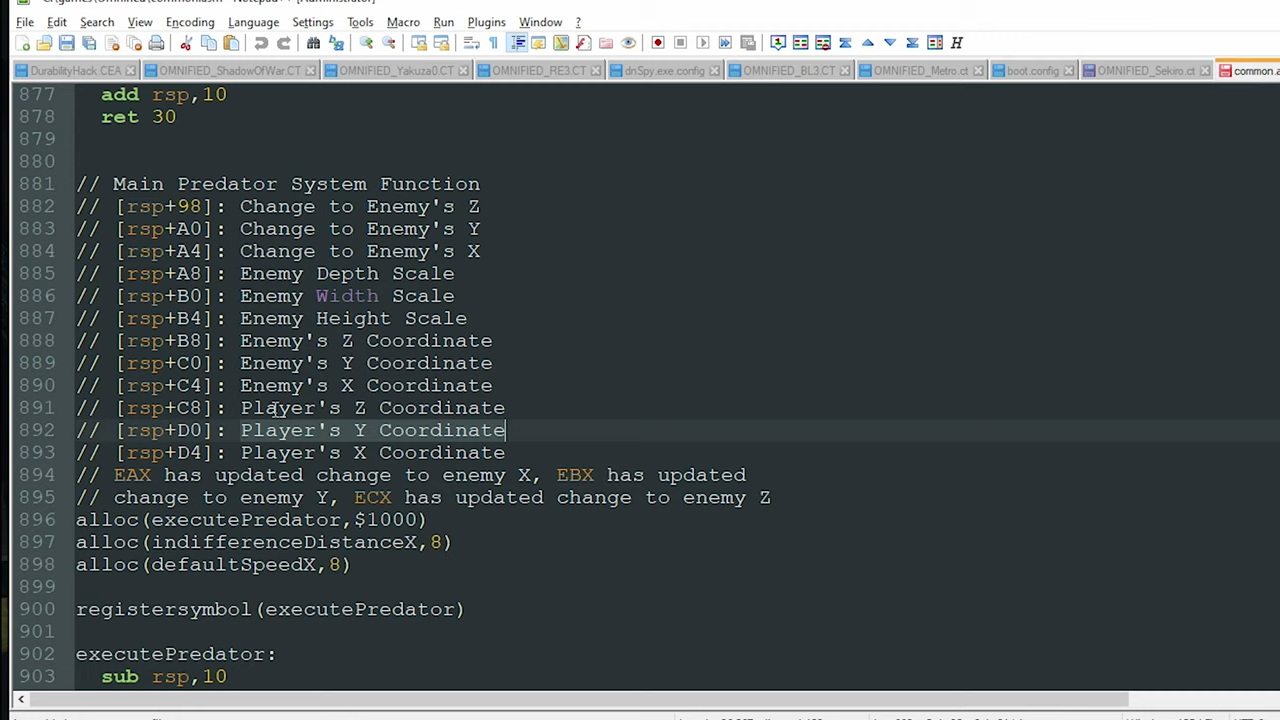 File Edit Search View Encoding Language Settings Tools Macro Run Plugins Window ?
DurabilityHack.CEA OMNIFIED_ShadowOfWar.CT OMNIFIED_Yakuza0.CT OMNIFIED_RE3.CT dnSpy.exe.config OMNIFIED_BL3.CT OMNIFIED_Metro.ct boot.config OMNIFIED_Sekiro.ct common.a
877 add rsp,10
878 ret 30
879
880
881 // Main Predator System Function
882 // [rsp+98]: Change to Enemy's Z
883 // [rsp+A0]: Change to Enemy's Y
884 // [rsp+A4]: Change to Enemy's X
885 // [rsp+A8]: Enemy Depth Scale
886 // [rsp+B0]: Enemy Width Scale
887 // [rsp+B4]: Enemy Height Scale
888 // [rsp+B8]: Enemy's Z Coordinate
889 // [rsp+C0]: Enemy's Y Coordinate
890 // [rsp+C4]: Enemy's X Coordinate
891 // [rsp+C8]: Player's Z Coordinate
892 // [rsp+D0]: Player's Y Coordinate
893 // [rsp+D4]: Player's X Coordinate
894 // EAX has updated change to enemy X, EBX has updated
895 // change to enemy Y, ECX has updated change to enemy Z
896 alloc(executePredator,$1000)
897 alloc(indifferenceDistanceX,8)
898 alloc(defaultSpeedX,8)
899
900 registersymbol(executePredator)
901
902 executePredator:
903 sub rsp,10